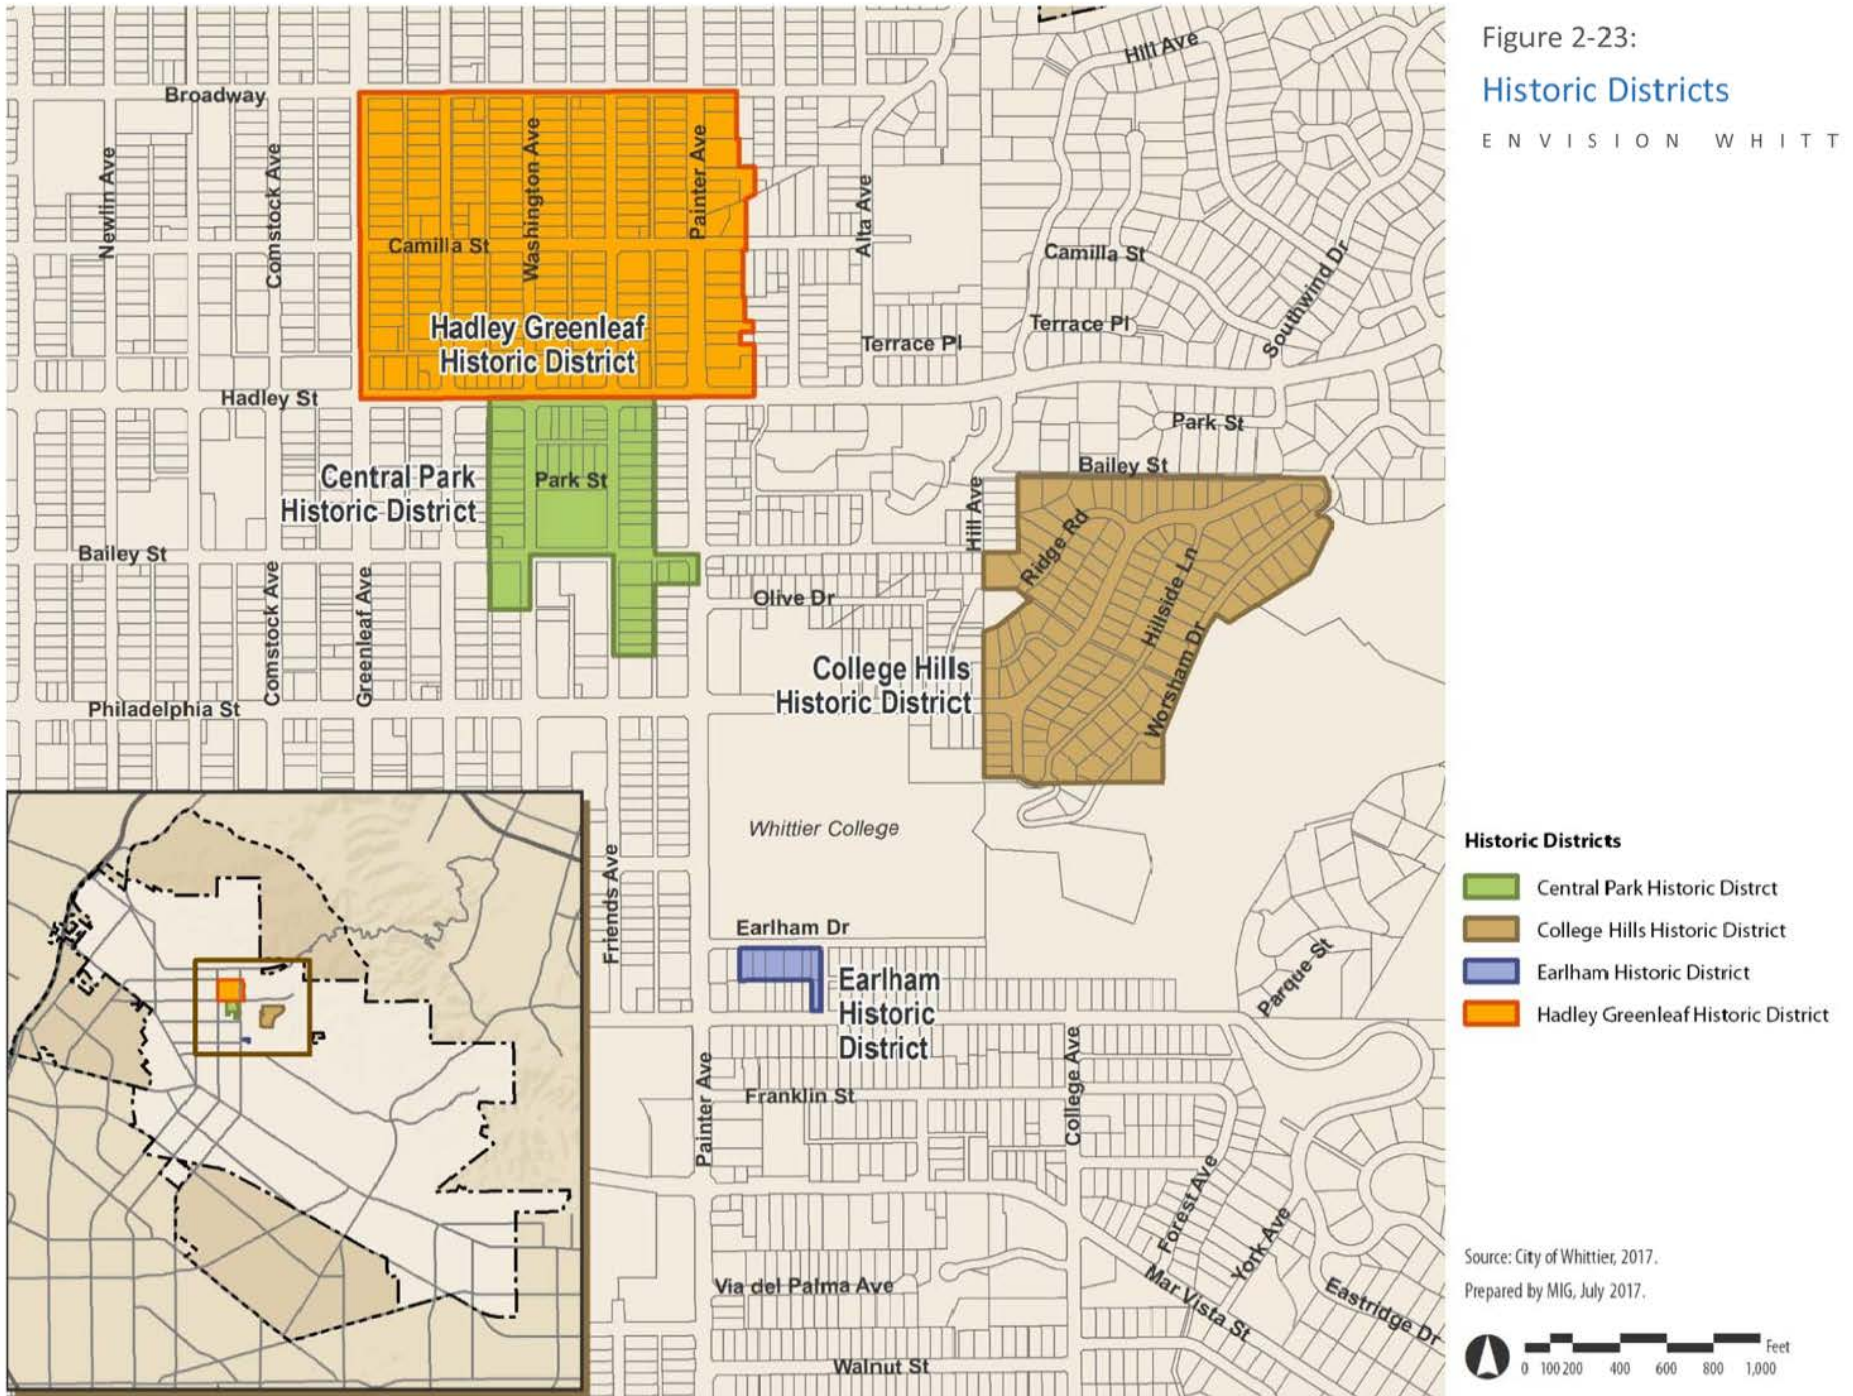 Figure 2-23:
Historic Districts
ENVISION WHITT
Hill Ave
Broadway
Newlin Ave
Comstock Ave
Washington Ave
Painter Ave
Alta Ave
Camilla St
Camilla St
Southwind Dr
Hadley Greenleaf
Historic District
Terrace Pl
Terrace Pl
Hadley St
Park St
Central Park
Historic District
Park St
Bailey St
Hill Ave
Ridge Rd
Bailey St
Hillside Ln
Comstock Ave
Greenleaf Ave
Olive Dr
College Hills
Historic District
Worsham Dr
Philadelphia St
Whittier College
Friends Ave
Earlham Dr
Earlham
Historic
District
Parque St
Painter Ave
College Ave
Franklin St
Forest Ave
York Ave
Via del Palma Ave
Mar Vista St
Eastridge Dr
Walnut St
Historic Districts
Central Park Historic Distrct
College Hills Historic District
Earlham Historic District
Hadley Greenleaf Historic District
Source: City of Whittier, 2017.
Prepared by MIG, July 2017.
Feet
0 100 200 400 600 800 1,000